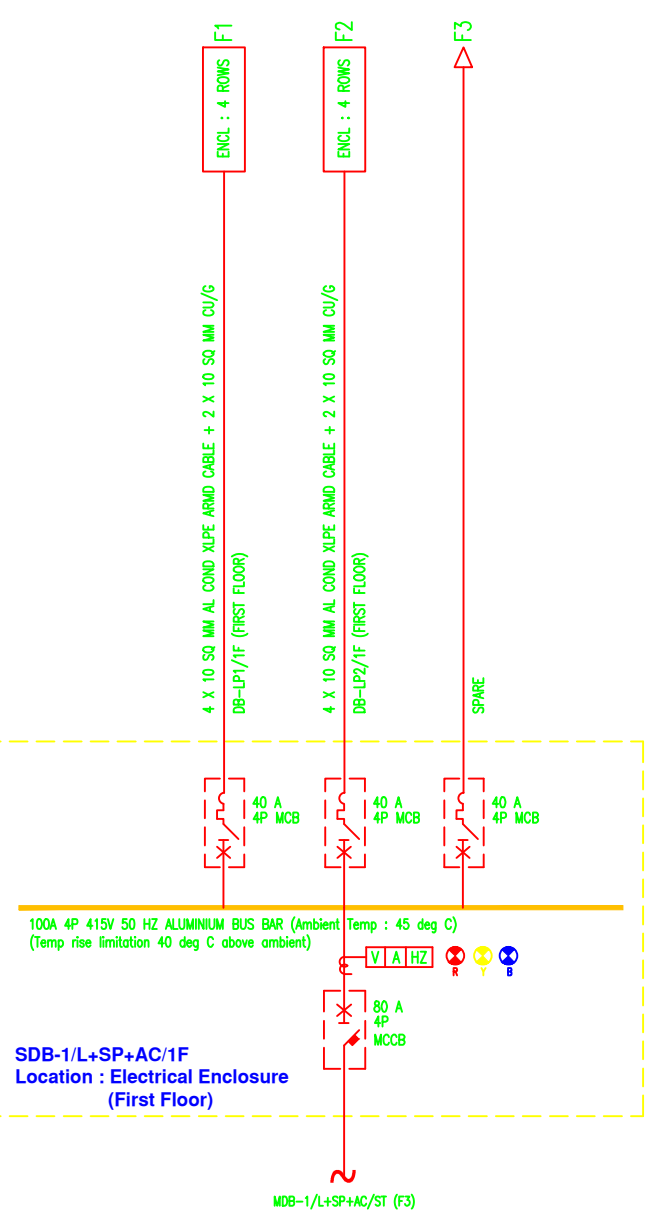 F1
F2
F3
ENCL : 4 ROWS
ENCL : 4 ROWS
4 X 10 SQ MM AL COND XLPE ARMD CABLE + 2 X 10 SQ MM CU/G
DB-LP1/1F (FIRST FLOOR)
4 X 10 SQ MM AL COND XLPE ARMD CABLE + 2 X 10 SQ MM CU/G
DB-LP2/1F (FIRST FLOOR)
SPARE
40 A
4P MCB
40 A
4P MCB
40 A
4P MCB
100A 4P 415V 50 HZ ALUMINIUM BUS BAR (Ambient Temp : 45 deg C)
(Temp rise limitation 40 deg C above ambient)
V A HZ
R Y B
80 A
4P
MCCB
SDB-1/L+SP+AC/1F
Location : Electrical Enclosure
(First Floor)
MDB-1/L+SP+AC/ST (F3)